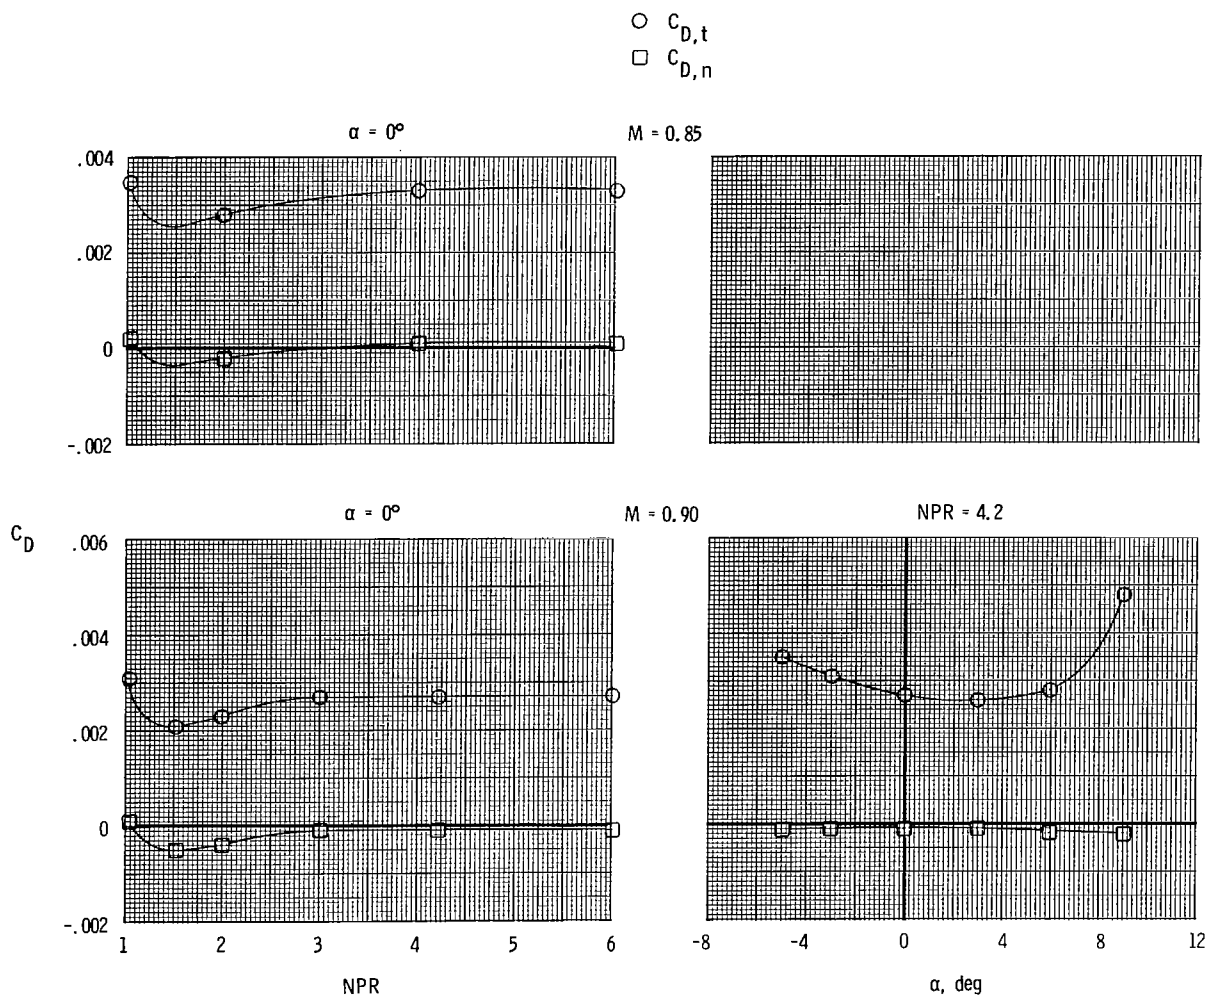 C_D,t
C_D,n
α = 0°
M = 0.85
.004
.002
0
-.002
α = 0°
M = 0.90
NPR = 4.2
C_D
.006
.004
.002
0
-.002
1 2 3 4 5 6
-8 -4 0 4 8 12
NPR
α, deg